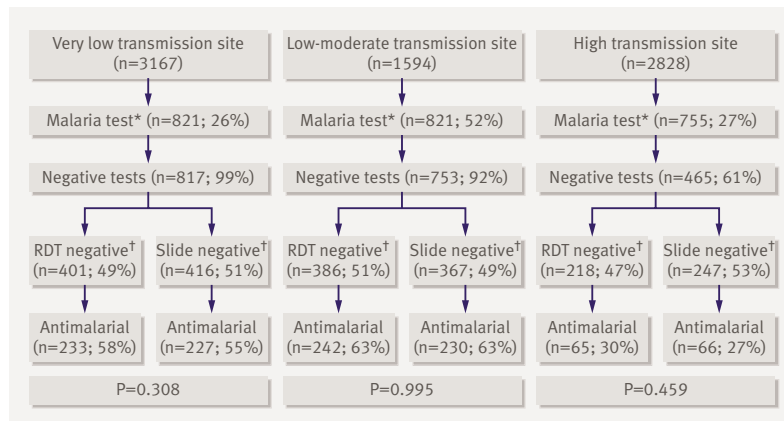 Very low transmission site
(n=3167)
Low-moderate transmission site
(n=1594)
High transmission site
(n=2828)
Malaria test* (n=821; 26%)
Malaria test* (n=821; 52%)
Malaria test* (n=755; 27%)
Negative tests (n=817; 99%)
Negative tests (n=753; 92%)
Negative tests (n=465; 61%)
RDT negative†
(n=401; 49%)
Slide negative†
(n=416; 51%)
RDT negative†
(n=386; 51%)
Slide negative†
(n=367; 49%)
RDT negative†
(n=218; 47%)
Slide negative†
(n=247; 53%)
Antimalarial
(n=233; 58%)
Antimalarial
(n=227; 55%)
Antimalarial
(n=242; 63%)
Antimalarial
(n=230; 63%)
Antimalarial
(n=65; 30%)
Antimalarial
(n=66; 27%)
P=0.308
P=0.995
P=0.459